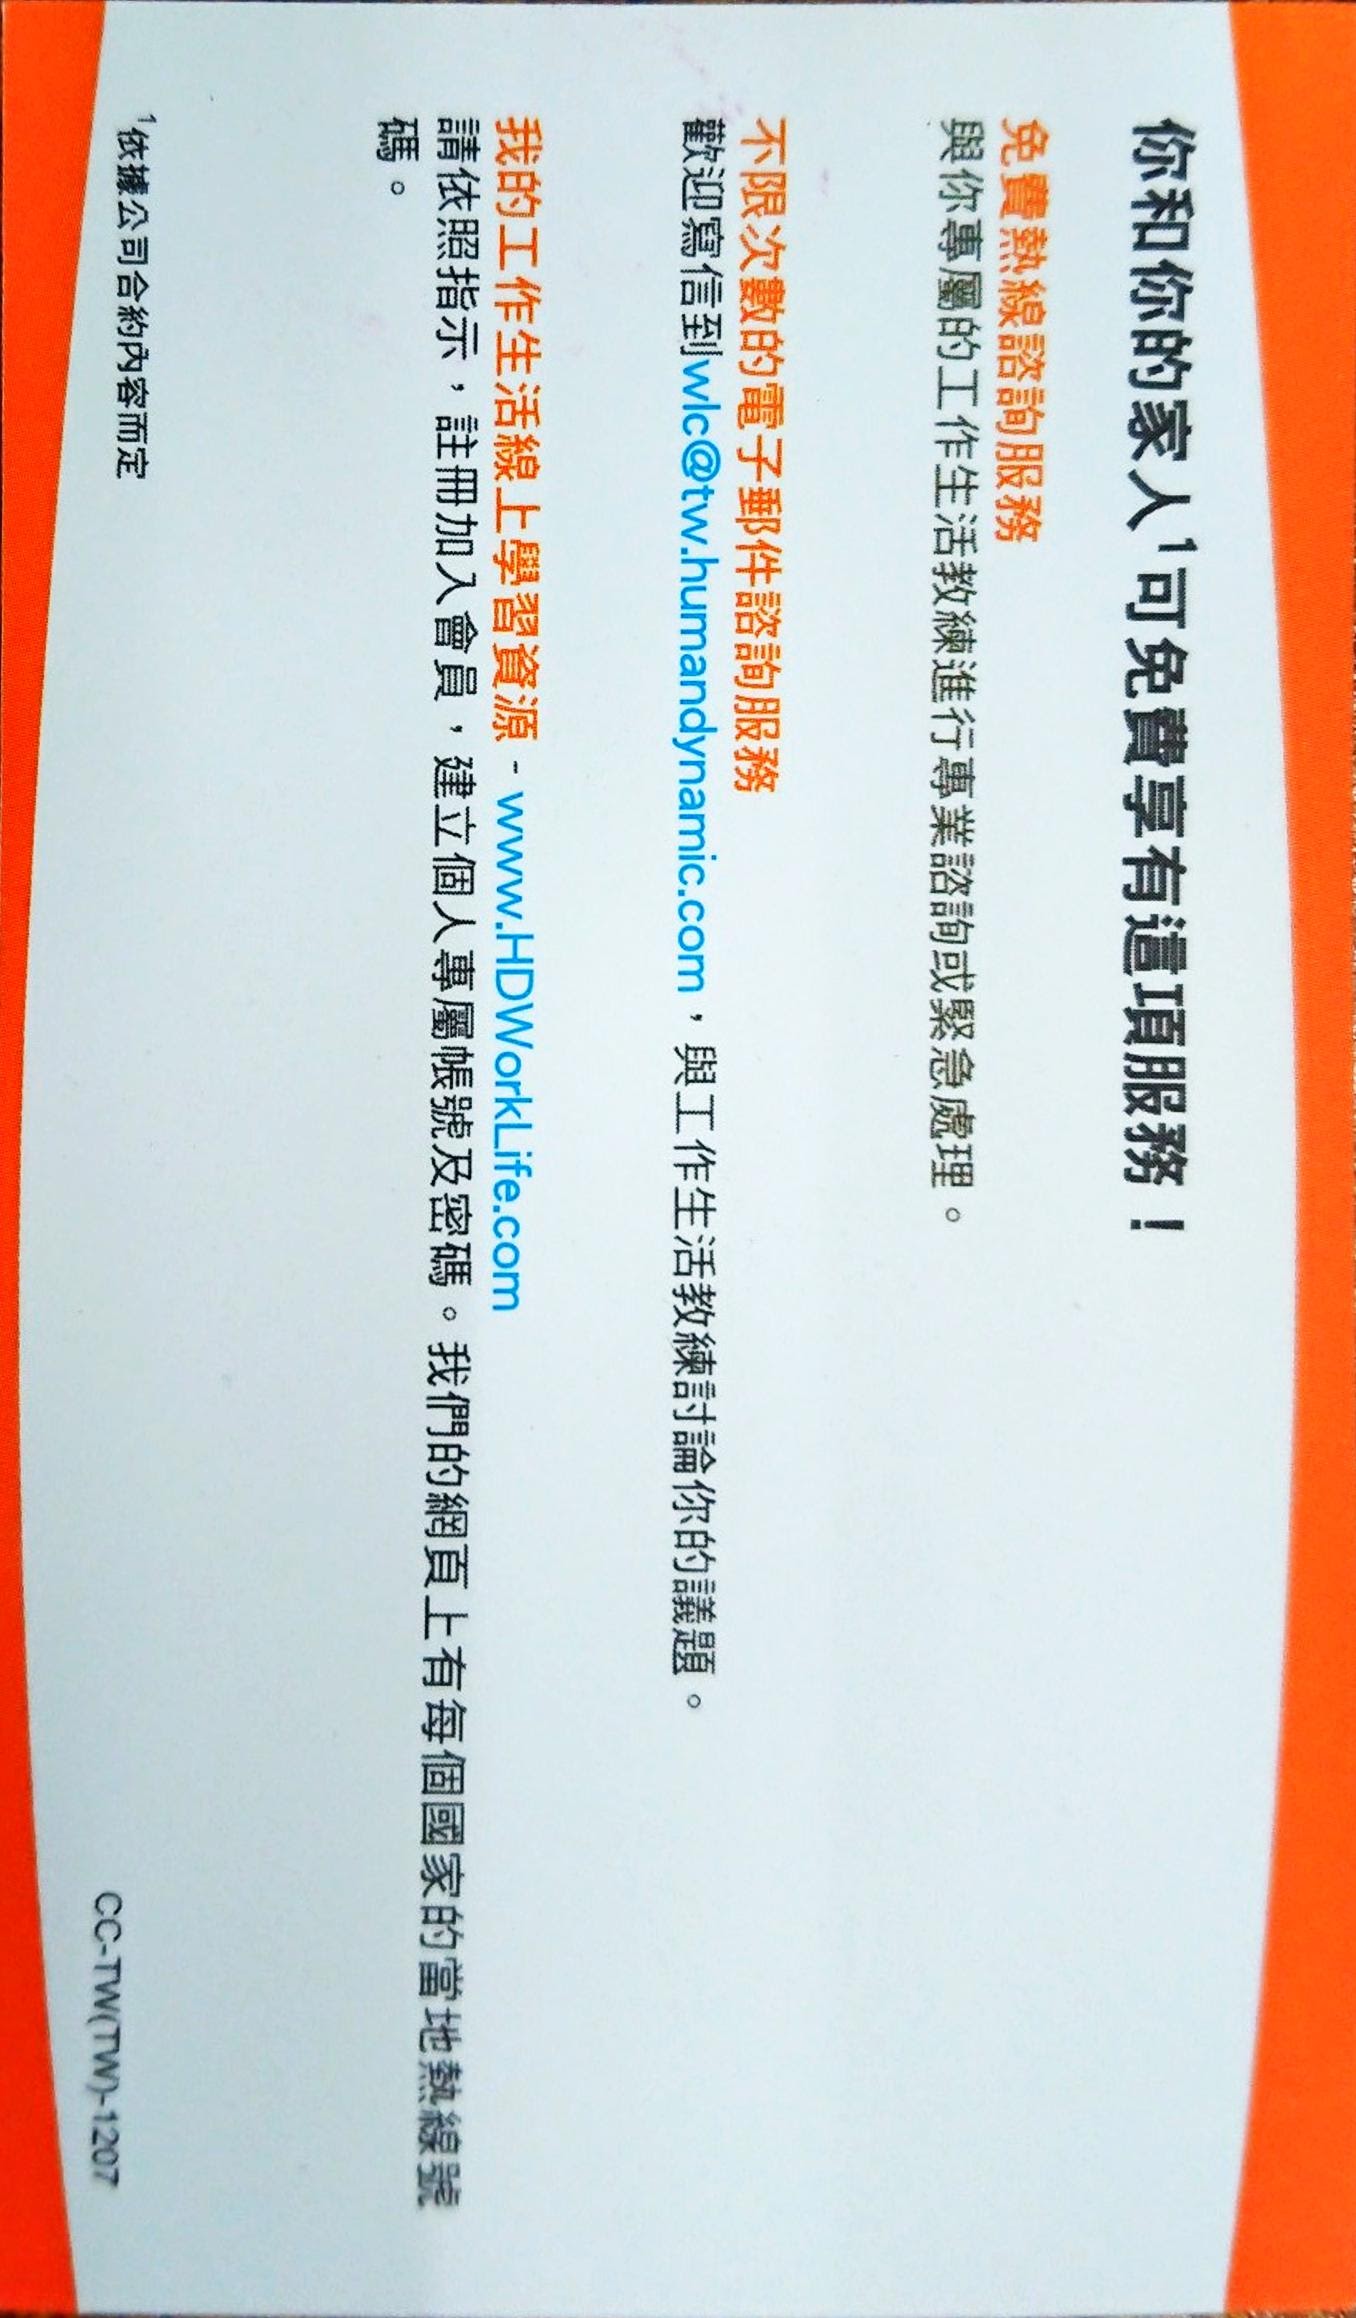 你和你的家人¹可免費享有這項服務！
免費熱線諮詢服務
與你專屬的工作生活教練進行專業諮詢或緊急處理。
不限次數的電子郵件諮詢服務
歡迎寫信到wlc@tw.humandynamic.com，與工作生活教練討論你的議題。
我的工作生活線上學習資源 - www.HDWorkLife.com
請依照指示，註冊加入會員，建立個人專屬帳號及密碼。我們的網頁上有每個國家的當地熱線號
碼。
¹依據公司合約內容而定
CC-TW(TW)-1207